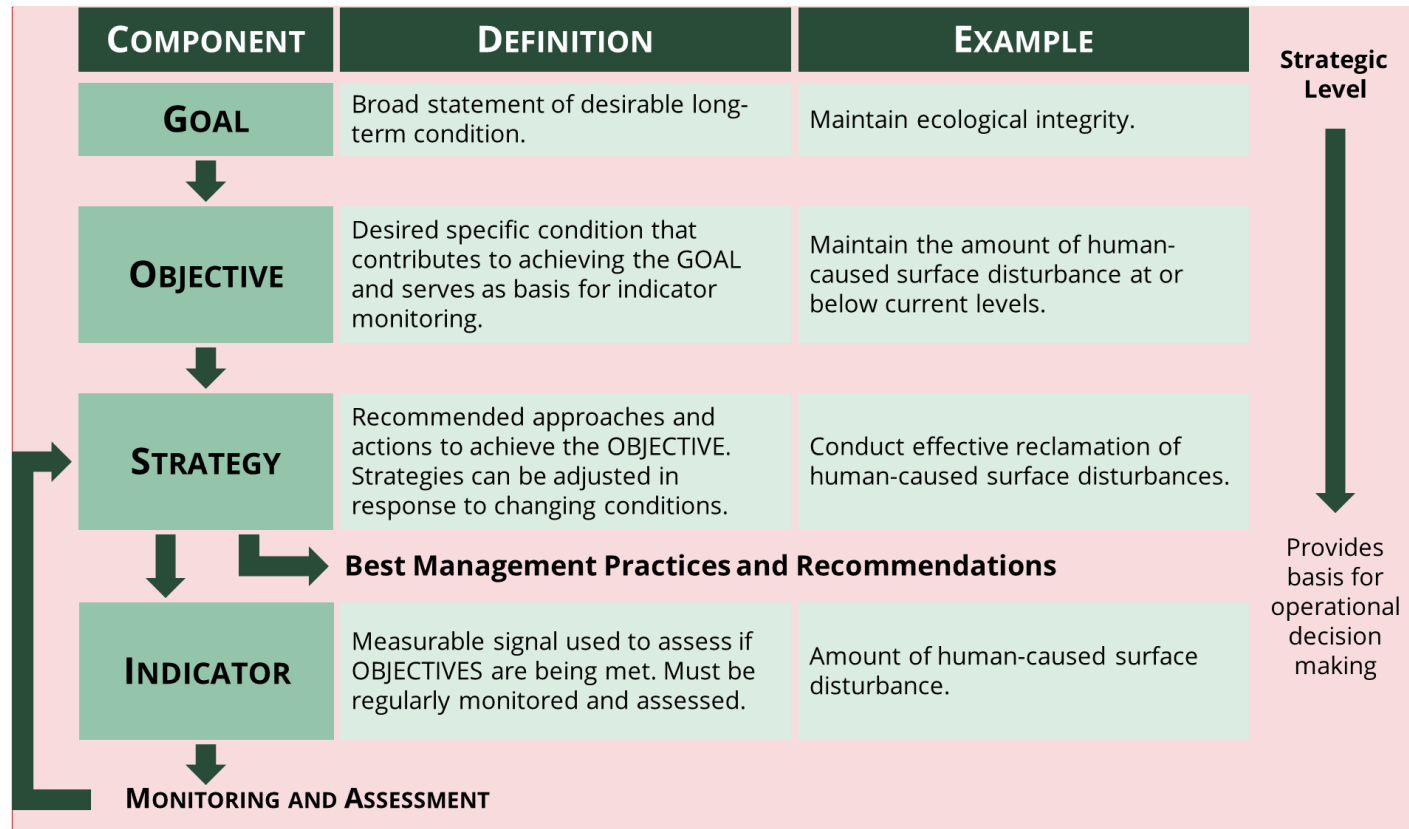 COMPONENT
DEFINITION
EXAMPLE
Strategic
Level
GOAL
Broad statement of desirable long-
term condition.
Maintain ecological integrity.
OBJECTIVE
Desired specific condition that
contributes to achieving the GOAL
and serves as basis for indicator
monitoring.
Maintain the amount of human-
caused surface disturbance at or
below current levels.
STRATEGY
Recommended approaches and
actions to achieve the OBJECTIVE.
Strategies can be adjusted in
response to changing conditions.
Conduct effective reclamation of
human-caused surface disturbances.
Best Management Practices and Recommendations
INDICATOR
Measurable signal used to assess if
OBJECTIVES are being met. Must be
regularly monitored and assessed.
Amount of human-caused surface
disturbance.
Provides
basis for
operational
decision
making
MONITORING AND ASSESSMENT